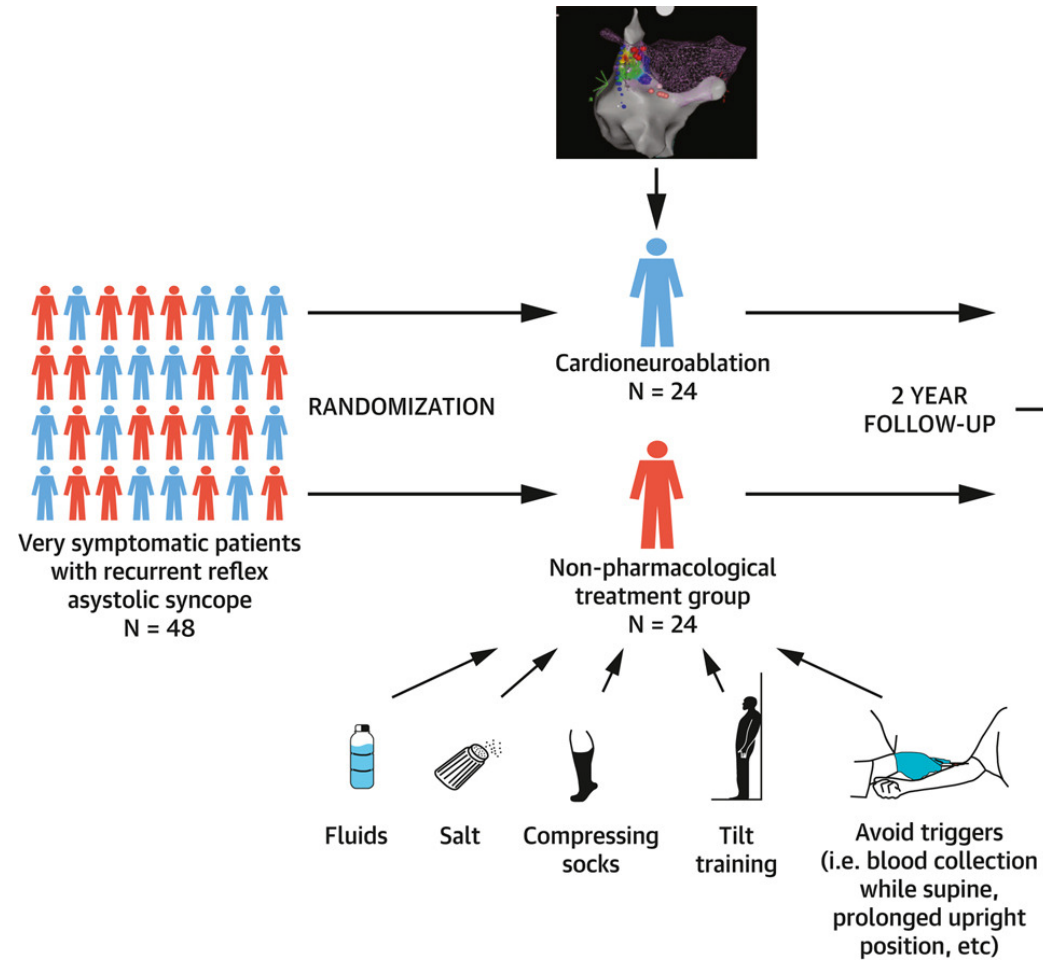 Cardioneuroablation
N = 24
RANDOMIZATION
2 YEAR
FOLLOW-UP
Very symptomatic patients
with recurrent reflex
asystolic syncope
N = 48
Non-pharmacological
treatment group
N = 24
Fluids
Salt
Compressing
socks
Tilt
training
Avoid triggers
(i.e. blood collection
while supine,
prolonged upright
position, etc)